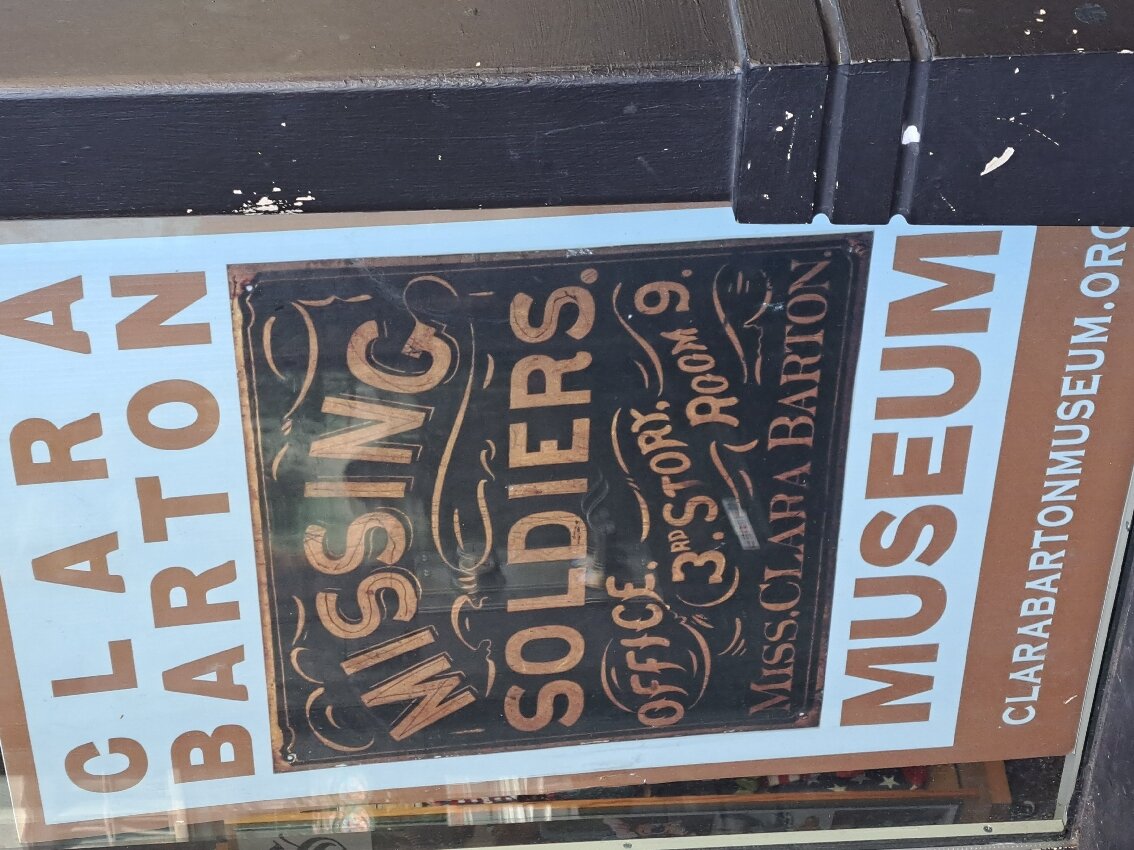 CLARA
BARTON
MISSING
SOLDIERS.
OFFICE.
3RD STORY, ROOM 9.
MISS. CLARA BARTON.
MUSEUM
CLARABARTONMUSEUM.ORG